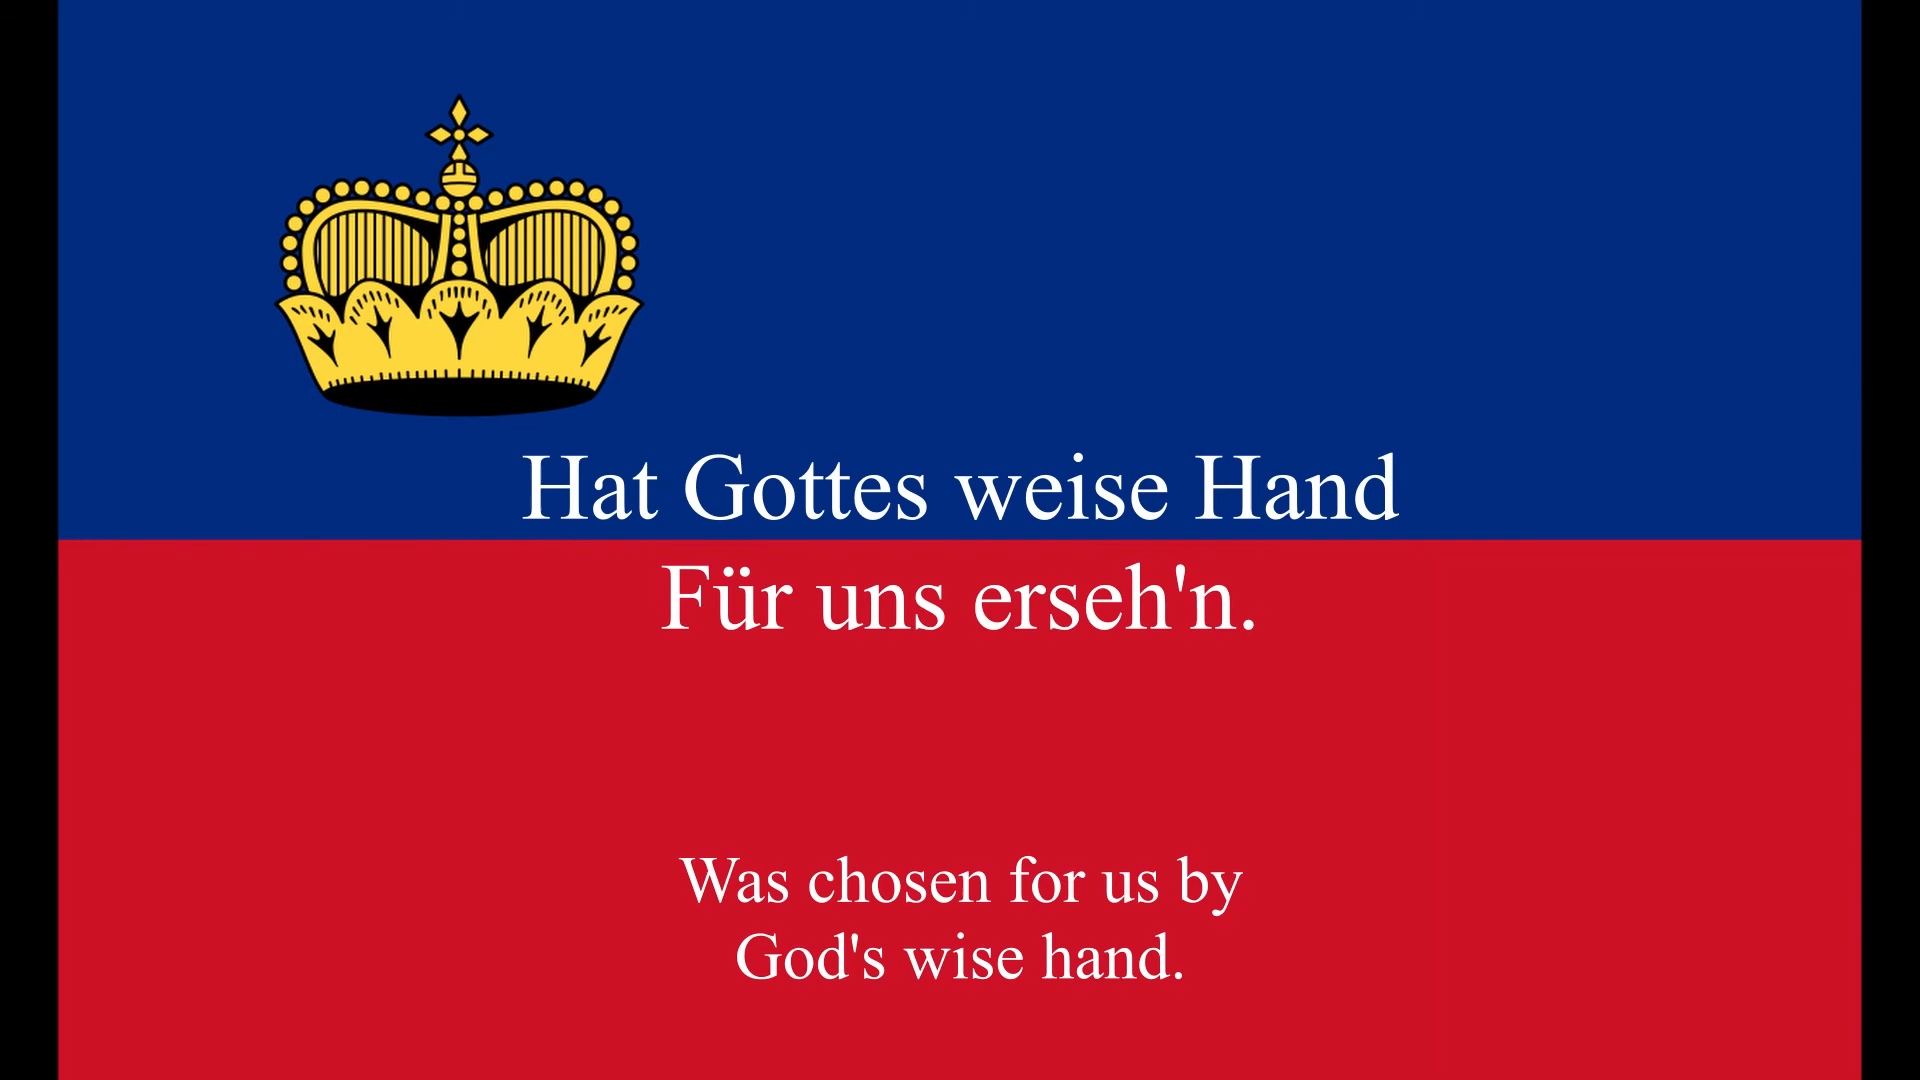 Hat Gottes weise Hand
Für uns erseh'n.
Was chosen for us by
God's wise hand.